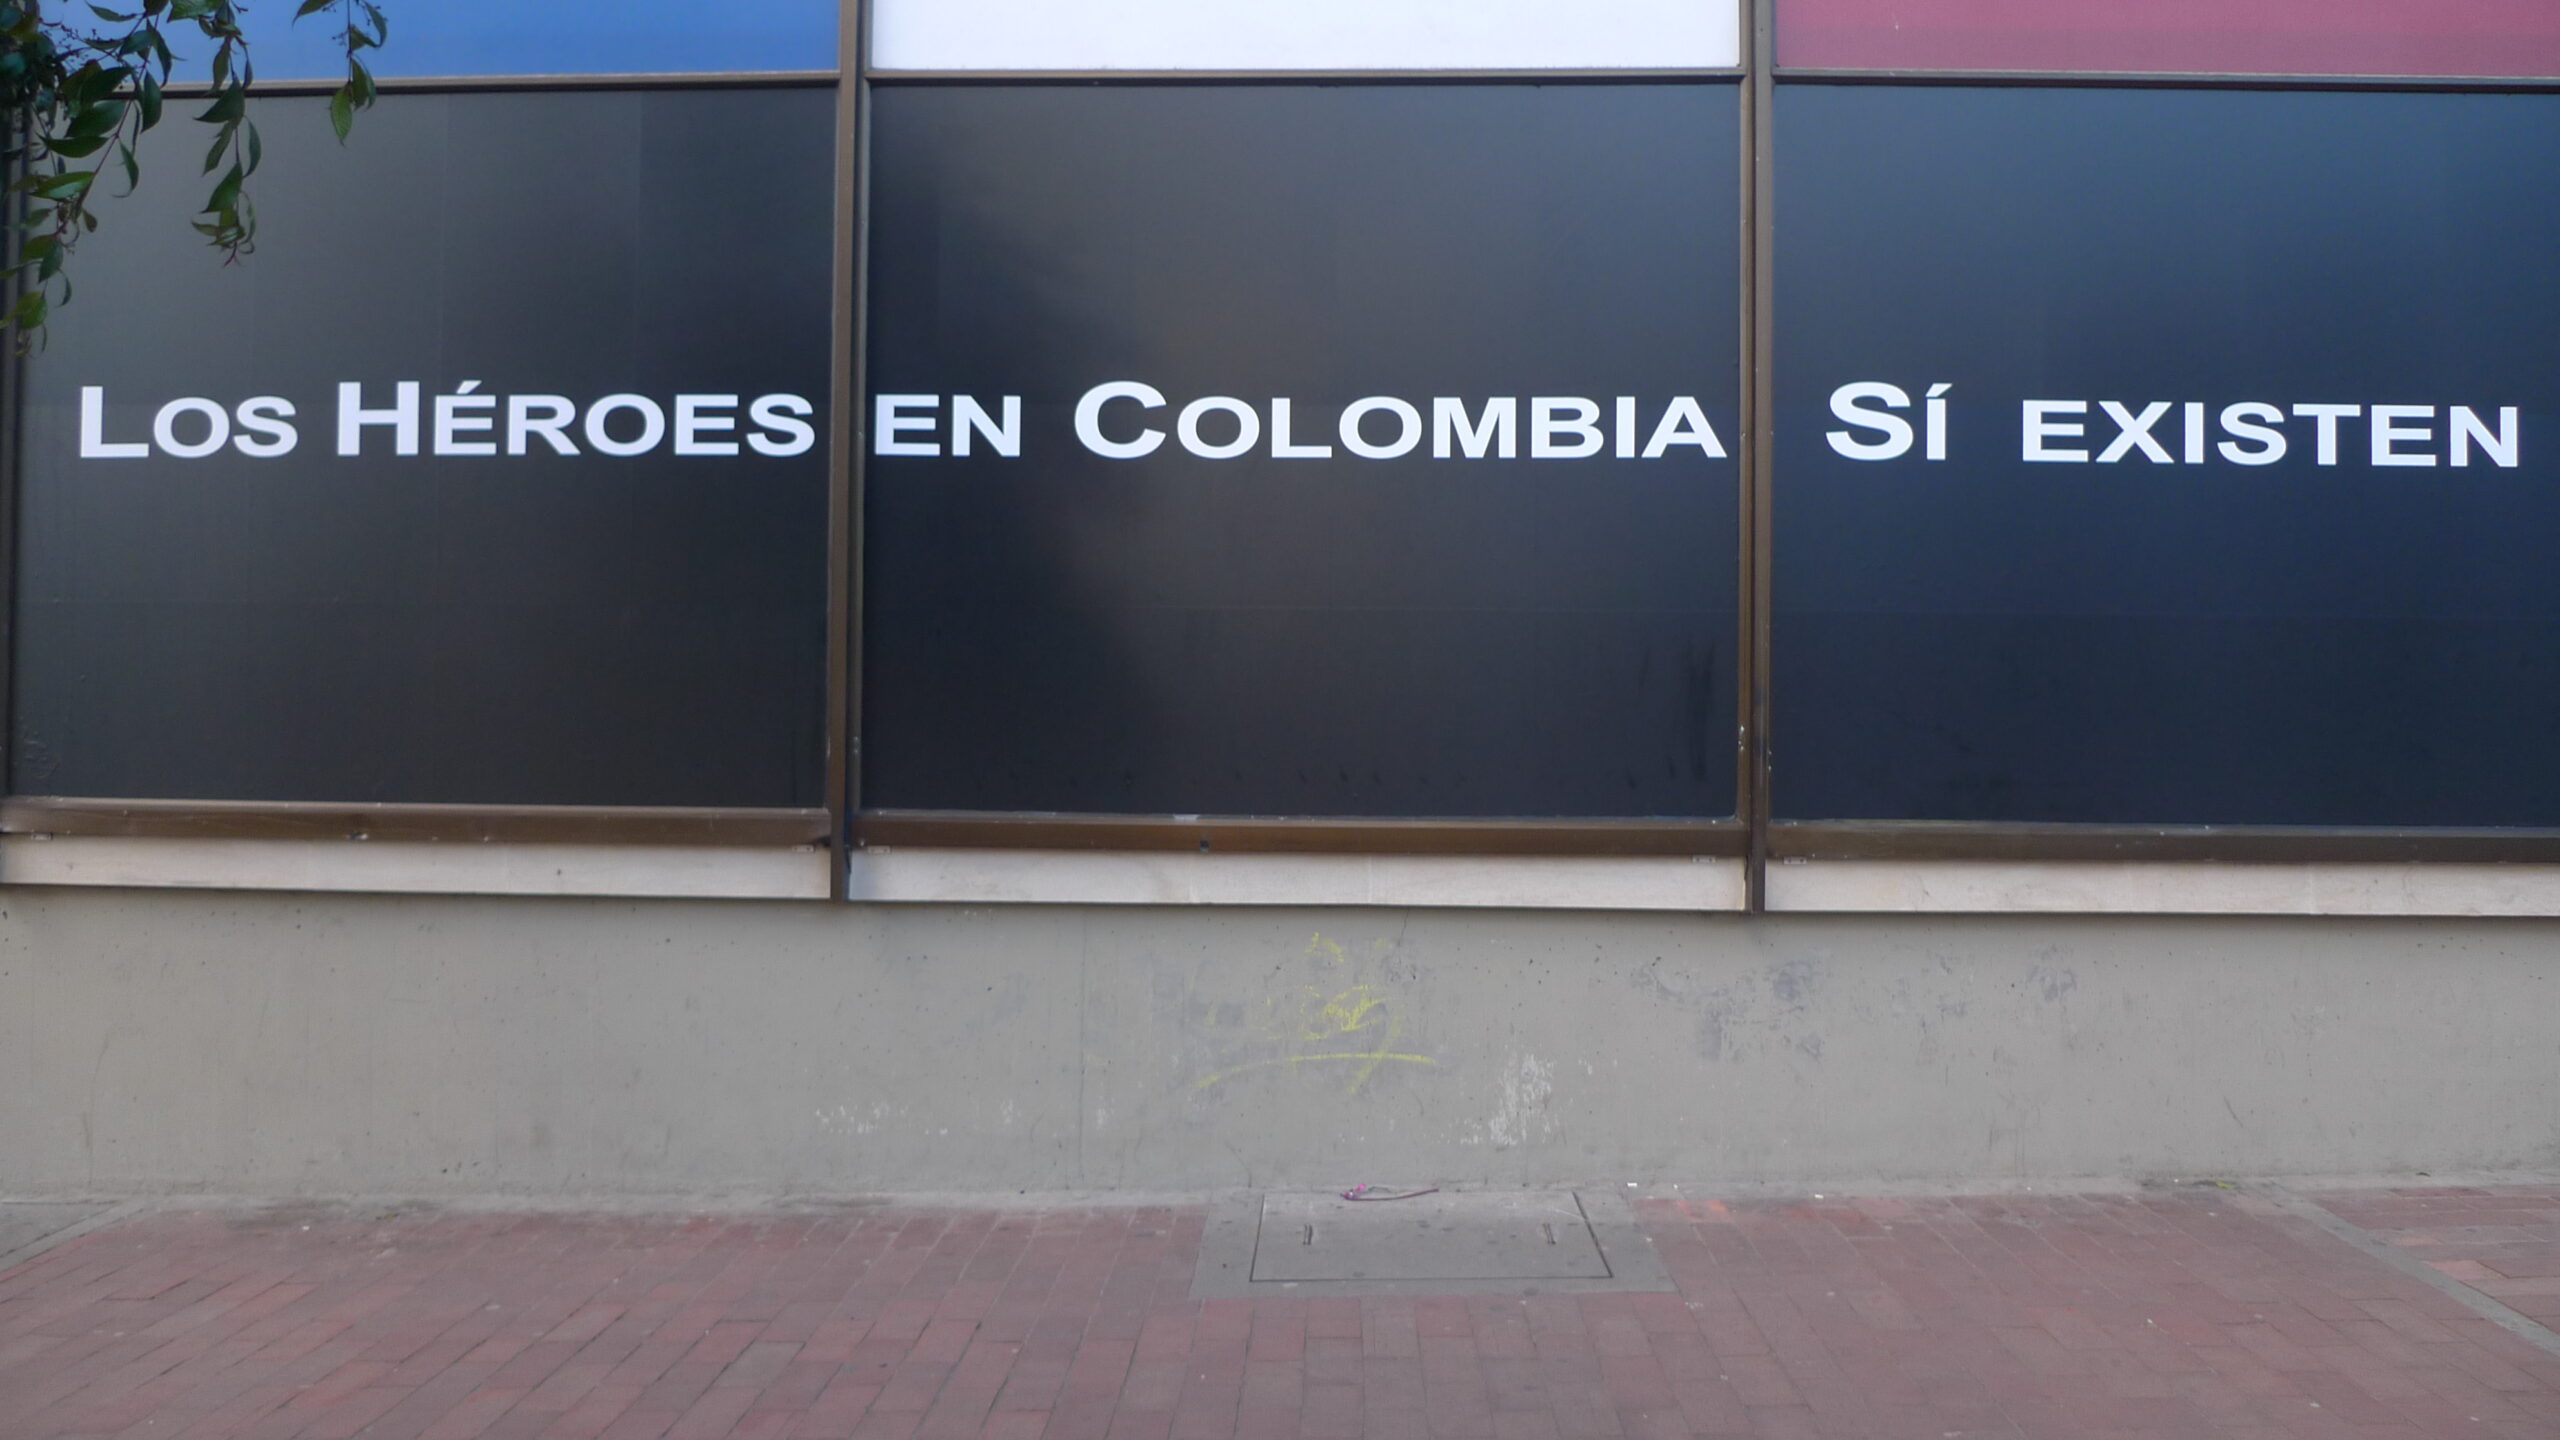 Los Héroes en Colombia Sí existen